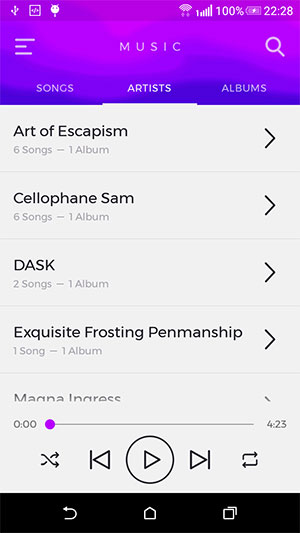 100% 22:28
MUSIC
SONGS ARTISTS ALBUMS
Art of Escapism
6 Songs — 1 Album
Cellophane Sam
6 Songs — 1 Album
DASK
2 Songs — 1 Album
Exquisite Frosting Penmanship
1 Song — 1 Album
Magna Ingress
0:00 4:23